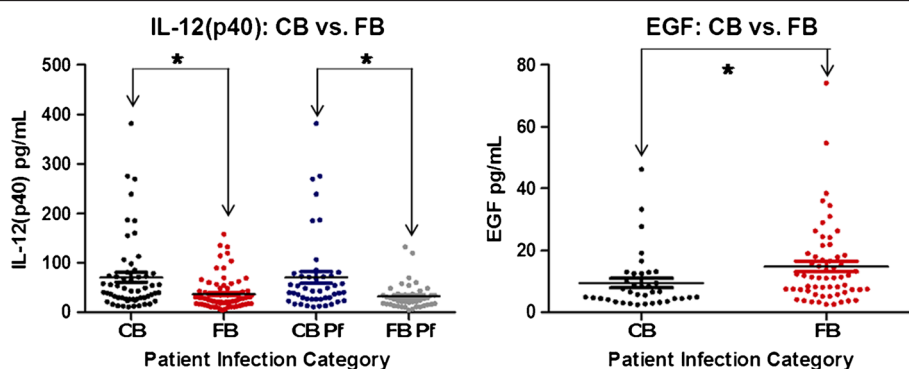 IL-12(p40): CB vs. FB
*
*
IL-12(p40) pg/mL
500
400
300
200
100
0
CB
FB
CB Pf
FB Pf
Patient Infection Category
EGF: CB vs. FB
*
EGF pg/mL
80
60
40
20
0
CB
FB
Patient Infection Category